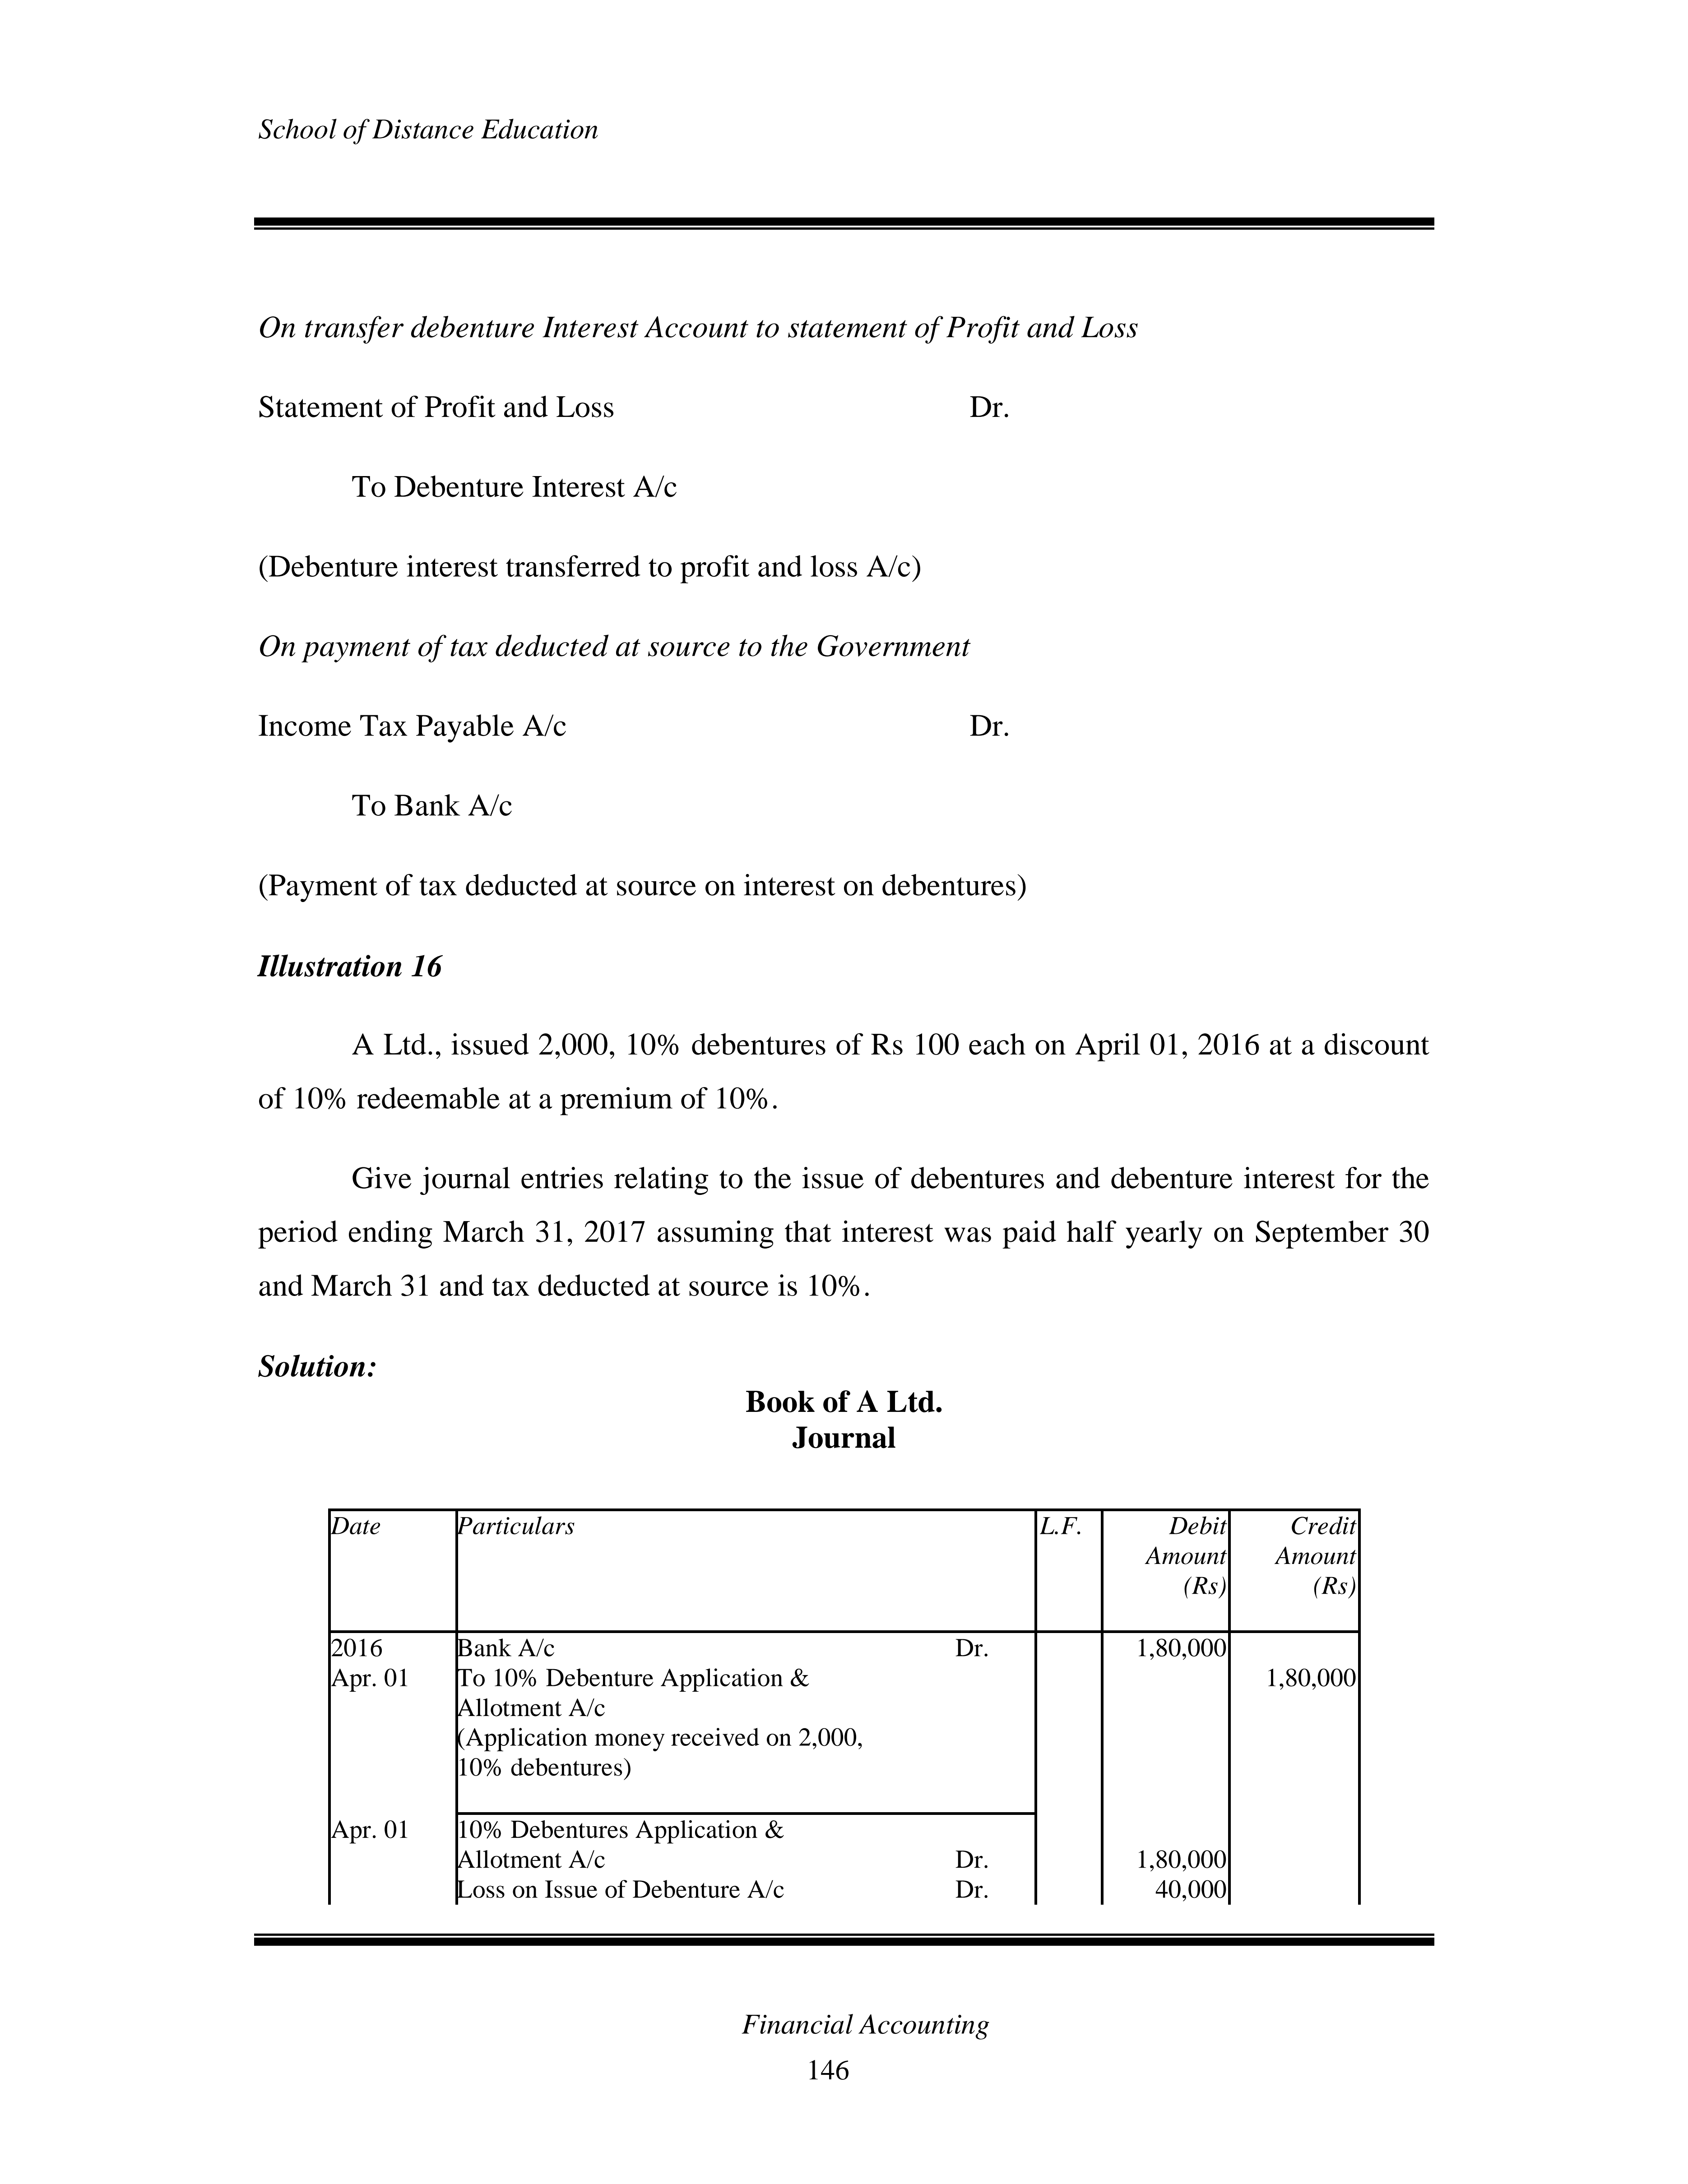 School of Distance Education
On transfer debenture Interest Account to statement of Profit and Loss
Statement of Profit and Loss Dr.
To Debenture Interest A/c
(Debenture interest transferred to profit and loss A/c)
On payment of tax deducted at source to the Government
Income Tax Payable A/c Dr.
To Bank A/c
(Payment of tax deducted at source on interest on debentures)
Illustration 16
A Ltd., issued 2,000, 10% debentures of Rs 100 each on April 01, 2016 at a discount
of 10% redeemable at a premium of 10%.
Give journal entries relating to the issue of debentures and debenture interest for the
period ending March 31, 2017 assuming that interest was paid half yearly on September 30
and March 31 and tax deducted at source is 10%.
Solution:
Book of A Ltd.
Journal
Date Particulars L.F. Debit Credit
Amount Amount
(Rs) (Rs)
2016 Bank A/c Dr. 1,80,000
Apr. 01 To 10% Debenture Application & 1,80,000
Allotment A/c
(Application money received on 2,000,
10% debentures)
Apr. 01 10% Debentures Application &
Allotment A/c Dr. 1,80,000
Loss on Issue of Debenture A/c Dr. 40,000
Financial Accounting
146